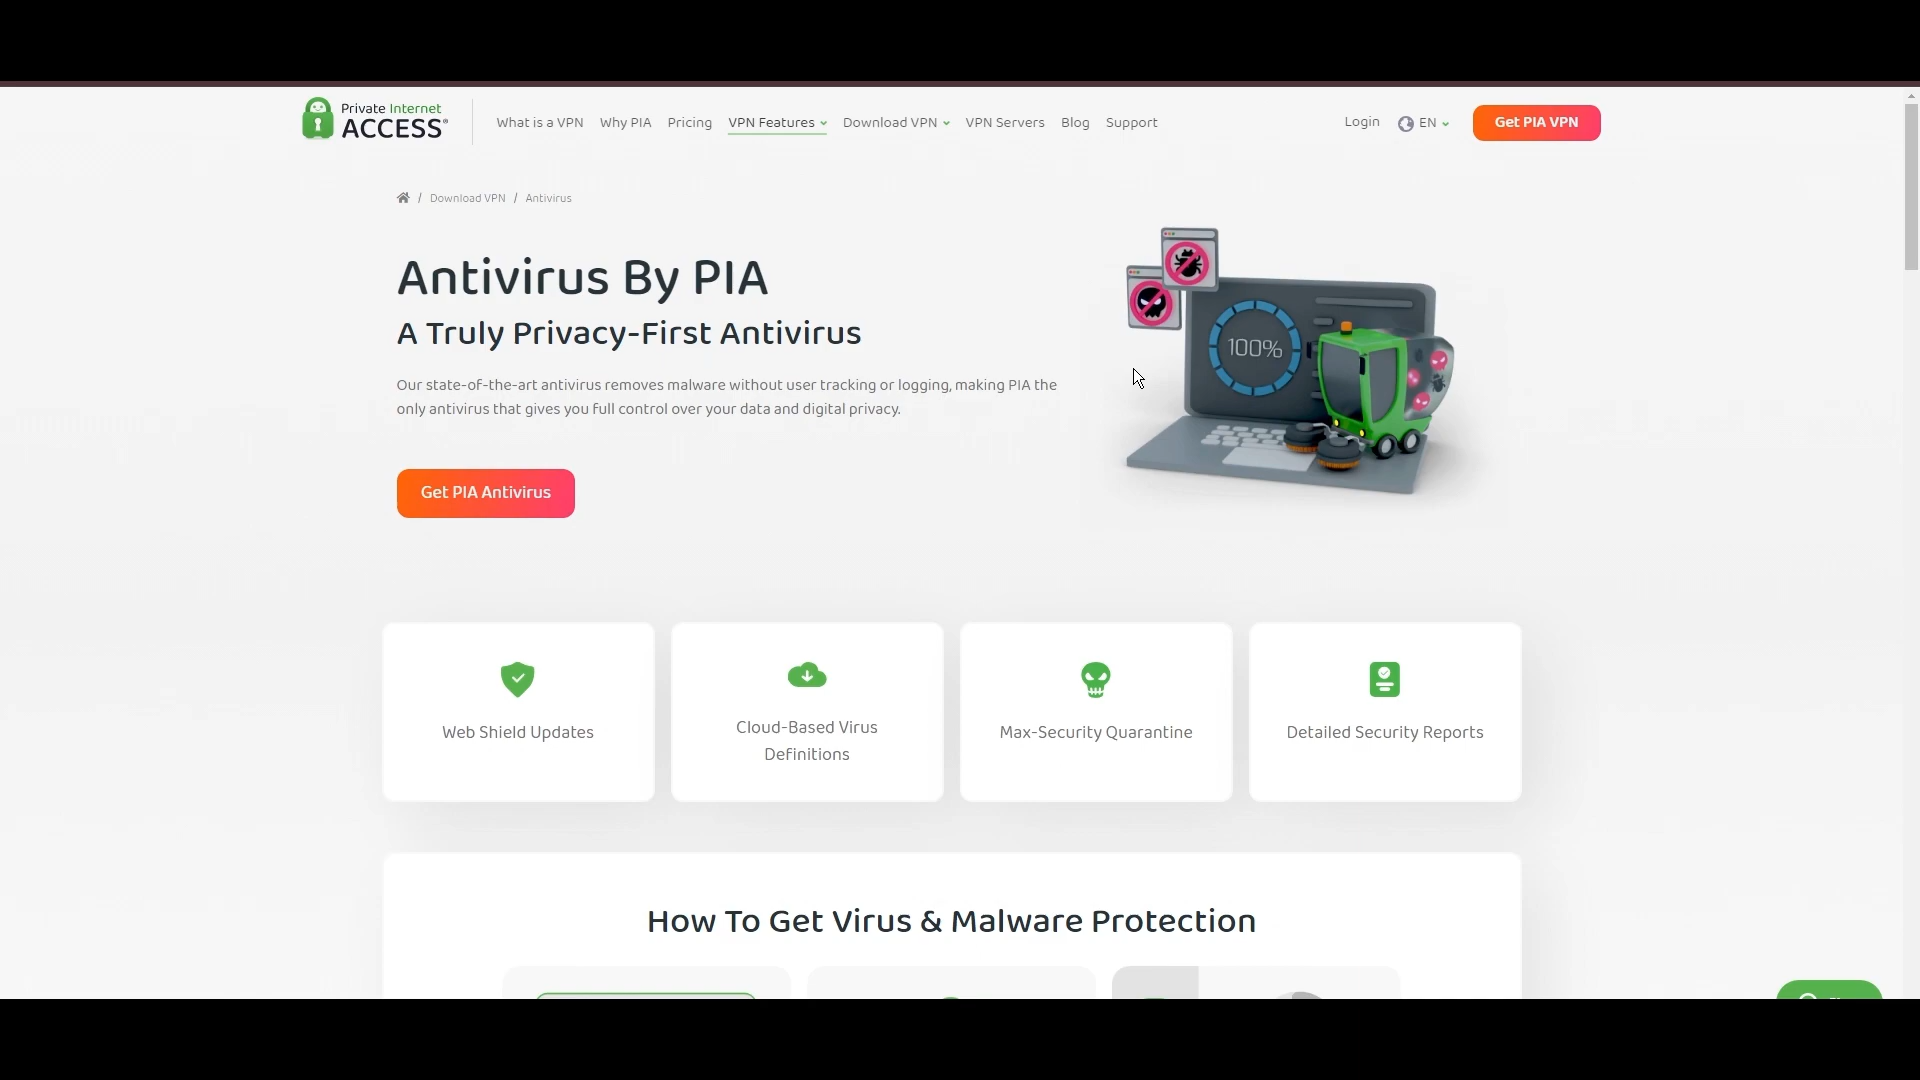 Private Internet
ACCESS®
What is a VPN
Why PIA
Pricing
VPN Features
Download VPN
VPN Servers
Blog
Support
Login
EN
Get PIA VPN
/ Download VPN / Antivirus
Antivirus By PIA
A Truly Privacy-First Antivirus
Our state-of-the-art antivirus removes malware without user tracking or logging, making PIA the
only antivirus that gives you full control over your data and digital privacy.
Get PIA Antivirus
100%
Web Shield Updates
Cloud-Based Virus
Definitions
Max-Security Quarantine
Detailed Security Reports
How To Get Virus & Malware Protection